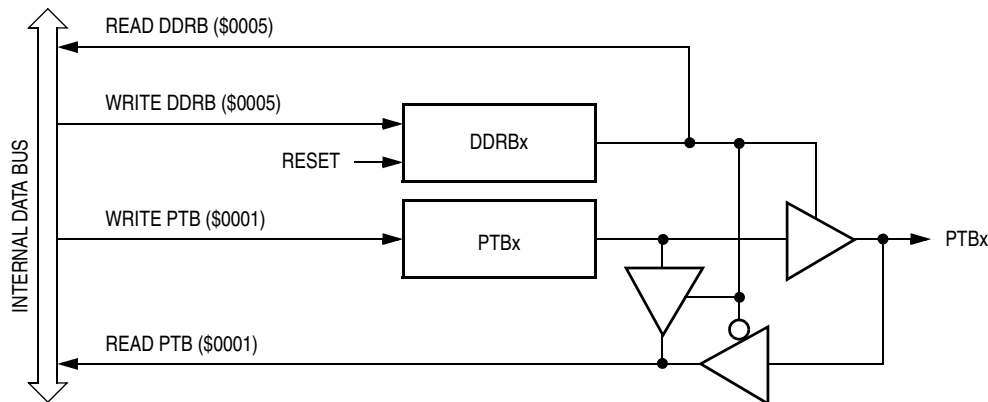 READ DDRB ($0005)
WRITE DDRB ($0005)
DDRBx
RESET
INTERNAL DATA BUS
WRITE PTB ($0001)
PTBx
PTBx
READ PTB ($0001)